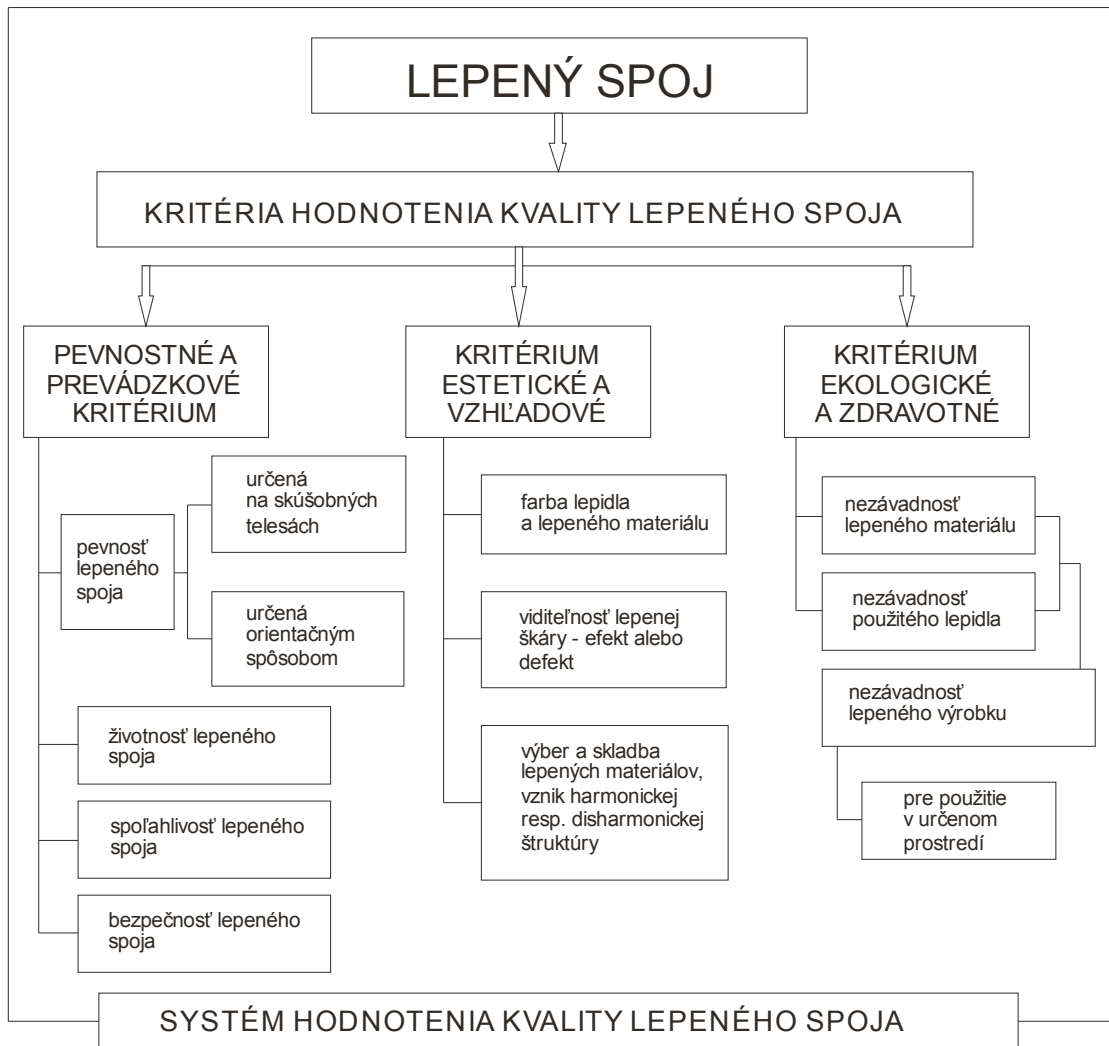 LEPENÝ SPOJ
KRITÉRIA HODNOTENIA KVALITY LEPENÉHO SPOJA
PEVNOSTNÉ A
PREVÁDZKOVÉ
KRITÉRIUM
určená
na skúšobných
telesách
pevnosť
lepeného
spoja
určená
orientačným
spôsobom
životnosť lepeného
spoja
spoľahlivosť lepeného
spoja
bezpečnosť lepeného
spoja
KRITÉRIUM
ESTETICKÉ A
VZHĽADOVÉ
farba lepidla
a lepeného materiálu
viditeľnosť lepenej
škáry - efekt alebo
defekt
výber a skladba
lepených materiálov,
vznik harmonickej
resp. disharmonickej
štruktúry
KRITÉRIUM
EKOLOGICKÉ
A ZDRAVOTNÉ
nezávadnosť
lepeného materiálu
nezávadnosť
použitého lepidla
nezávadnosť
lepeného výrobku
pre použitie
v určenom
prostredí
SYSTÉM HODNOTENIA KVALITY LEPENÉHO SPOJA